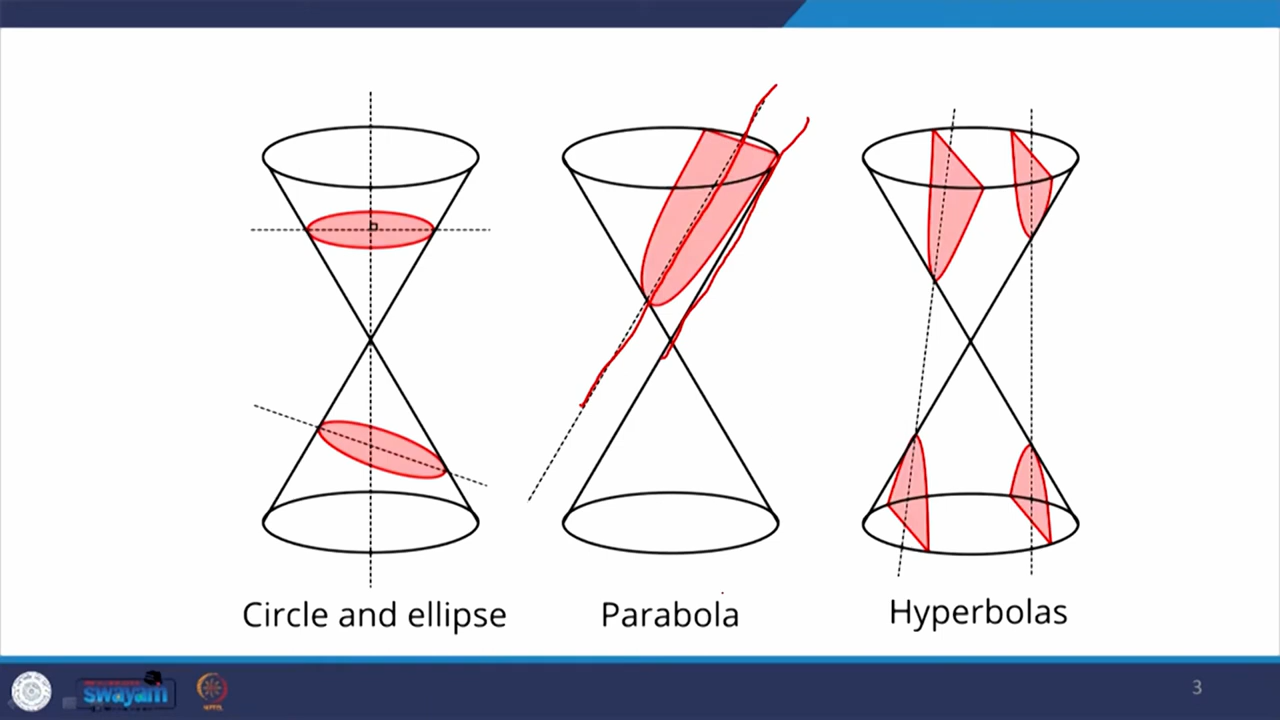 Circle and ellipse
Parabola
Hyperbolas
swayam
3